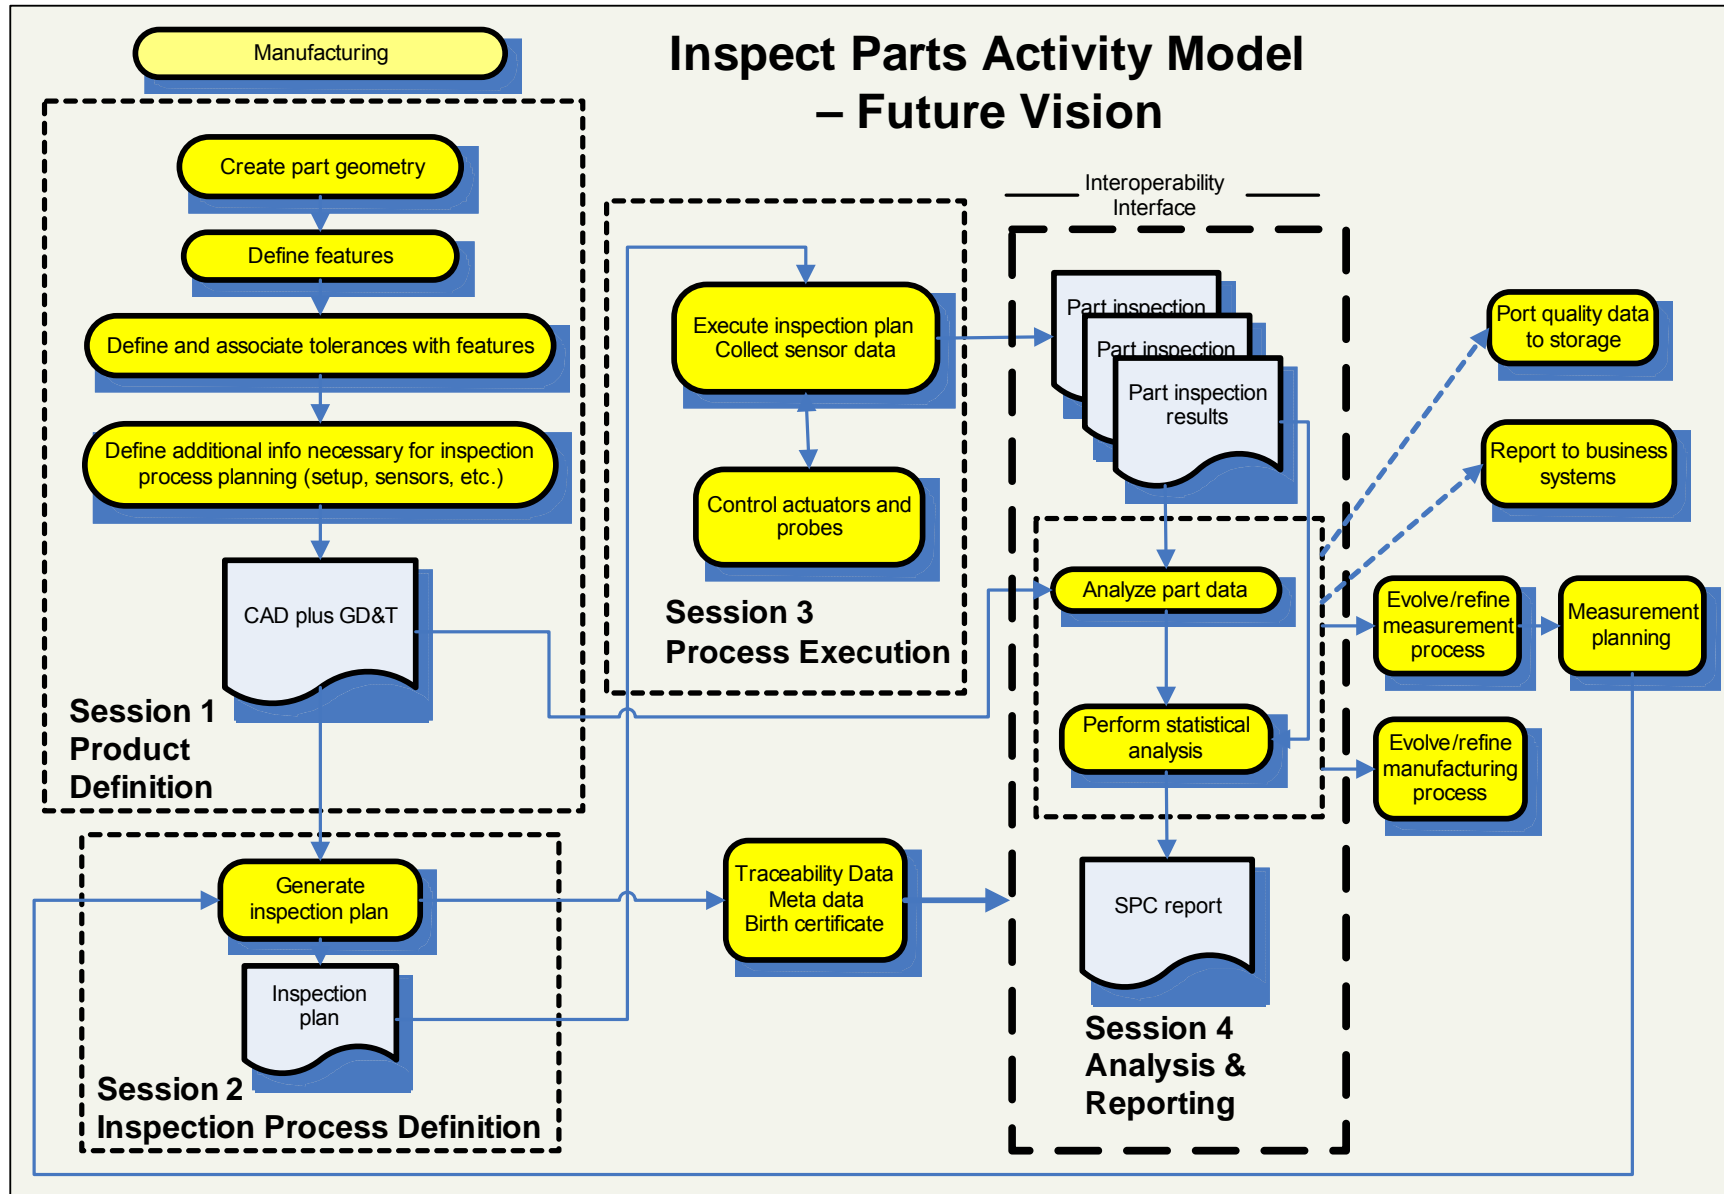 Inspect Parts Activity Model
– Future Vision
Manufacturing
Create part geometry
Define features
Define and associate tolerances with features
Define additional info necessary for inspection
process planning (setup, sensors, etc.)
CAD plus GD&T
Session 1
Product
Definition
Generate
inspection plan
Inspection
plan
Session 2
Inspection Process Definition
Execute inspection plan
Collect sensor data
Control actuators and
probes
Session 3
Process Execution
Traceability Data
Meta data
Birth certificate
Interoperability
Interface
Part inspection
Part inspection
Part inspection
results
Analyze part data
Perform statistical
analysis
SPC report
Session 4
Analysis &
Reporting
Port quality data
to storage
Report to business
systems
Evolve/refine
measurement
process
Measurement
planning
Evolve/refine
manufacturing
process